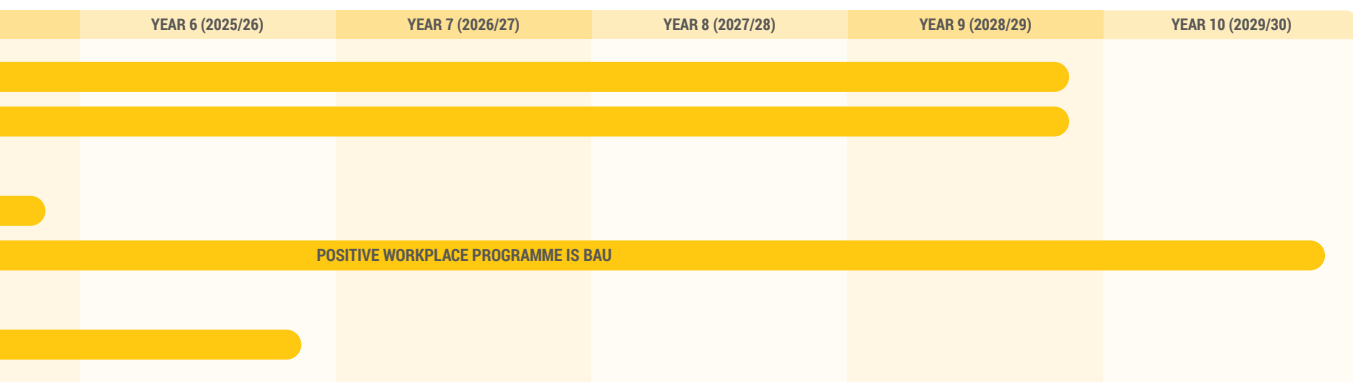 YEAR 6 (2025/26) YEAR 7 (2026/27) YEAR 8 (2027/28) YEAR 9 (2028/29) YEAR 10 (2029/30)
POSITIVE WORKPLACE PROGRAMME IS BAU